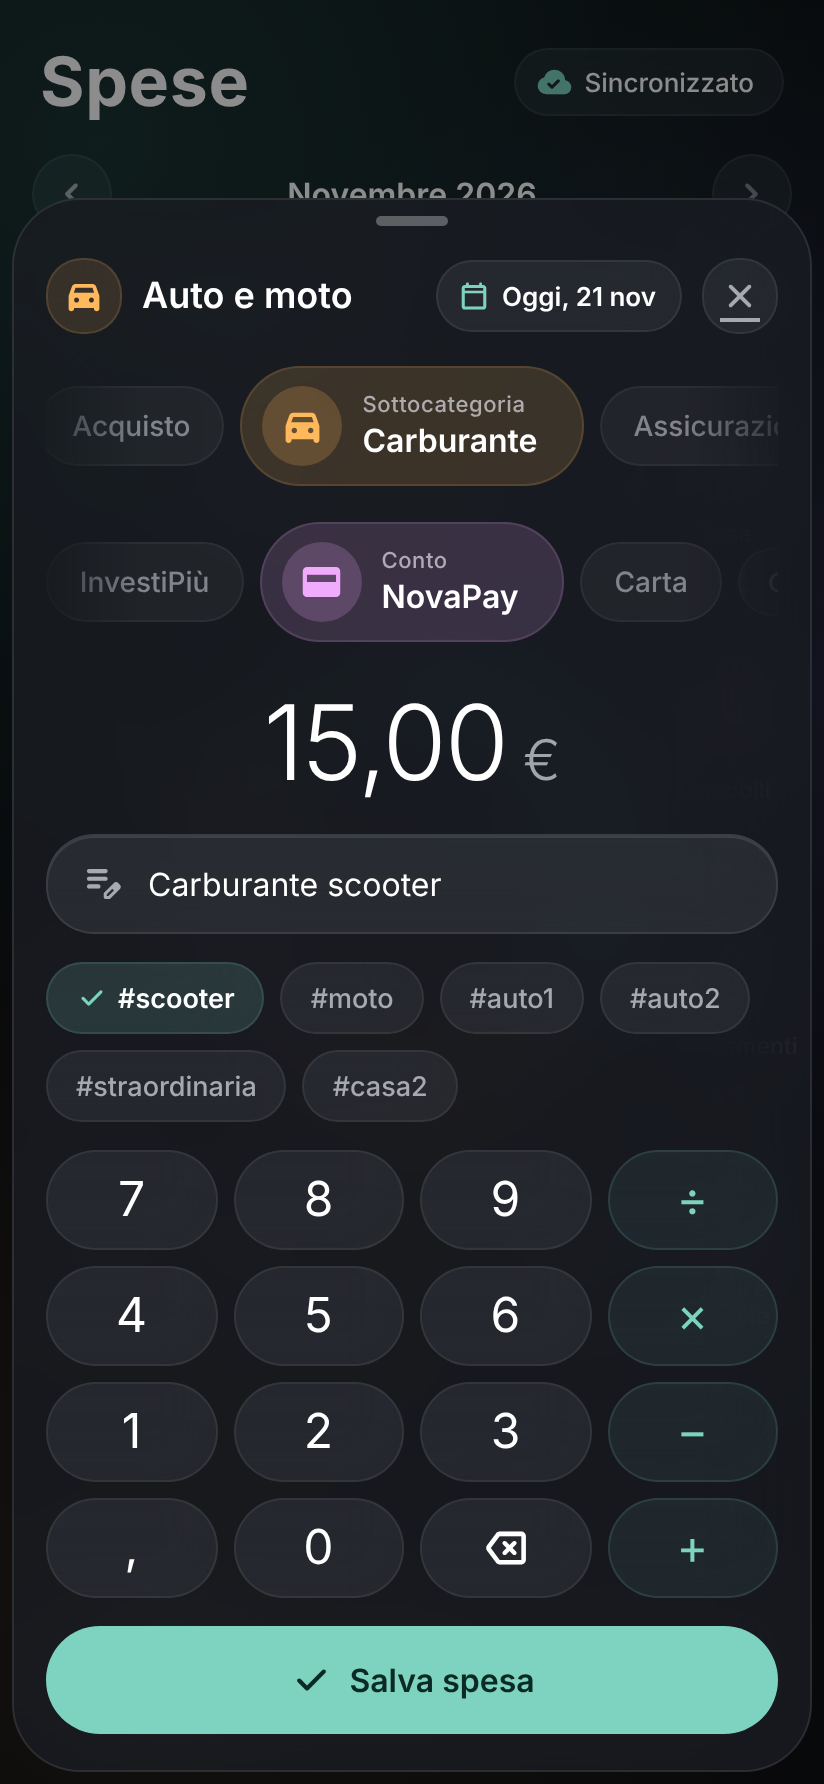 Spese
Sincronizzato
Novembre 2026
Auto e moto
Oggi, 21 nov
Acquisto
Sottocategoria
Carburante
InvestiPiù
Conto
NovaPay
Carta
15,00 €
Carburante scooter
#scooter
#moto
#auto1
#auto2
#straordinaria
#casa2
7
8
9
÷
4
5
6
×
1
2
3
−
,
0
+
Salva spesa